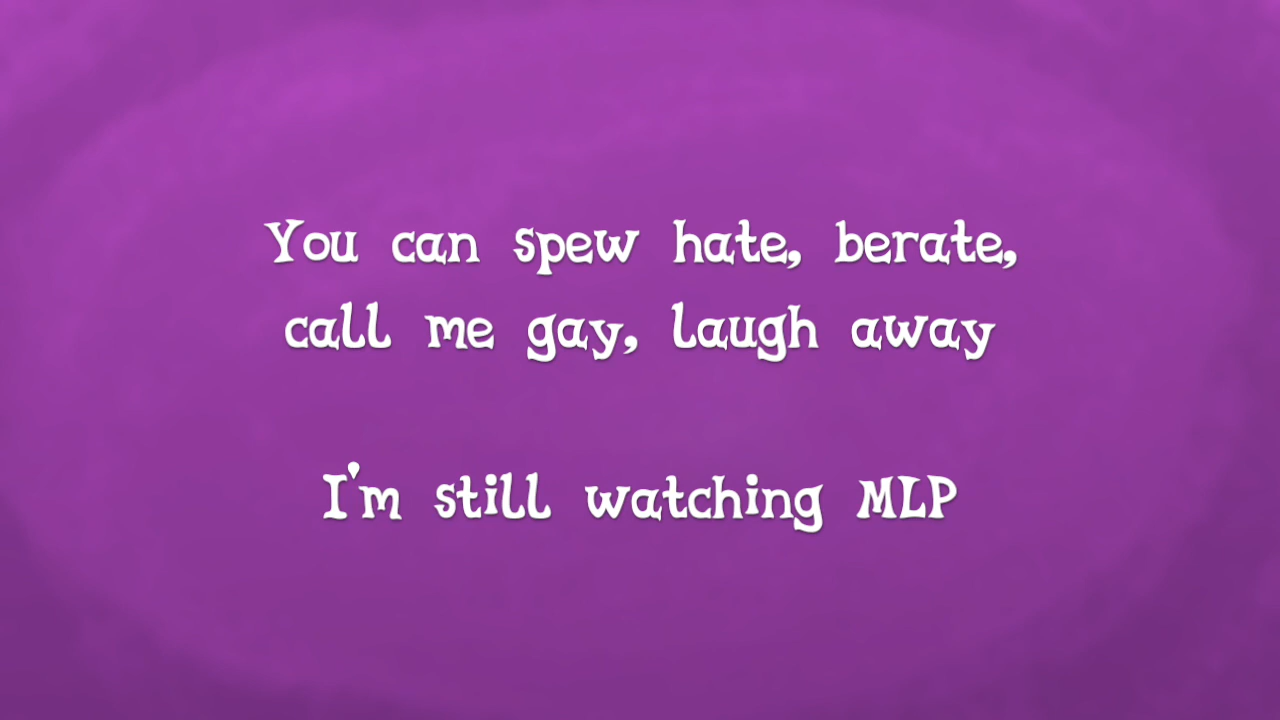 You can spew hate, berate,
call me gay, laugh away
I'm still watching MLP